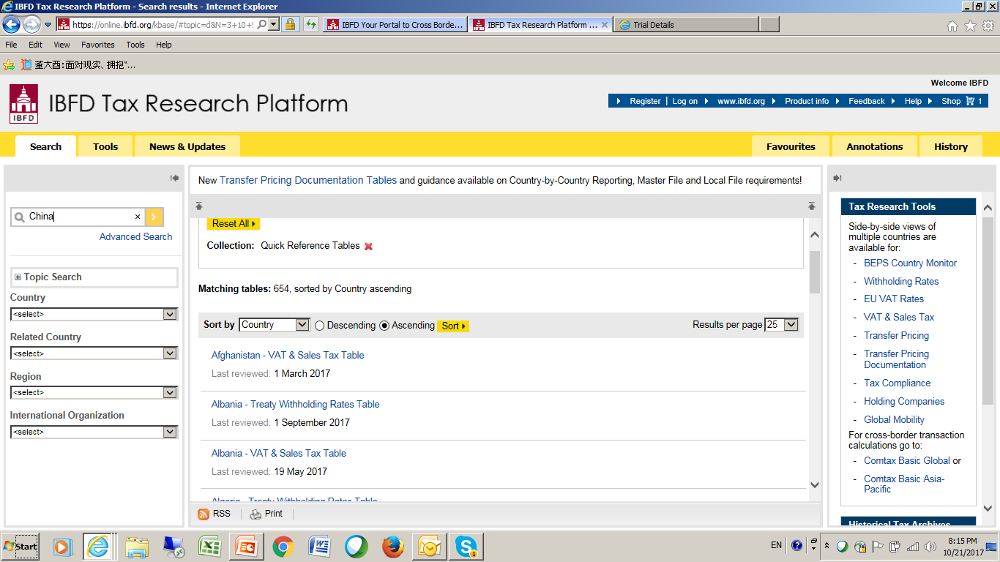 IBFD Tax Research Platform - Search results - Internet Explorer
https://online.ibfd.org/kbase/#topic=d&N=3+10+
IBFD Your Portal to Cross Borde...
IBFD Tax Research Platform ...
Trial Details
File Edit View Favorites Tools Help
董大酉:面对现实、拥抱“...
Welcome IBFD
IBFD
IBFD Tax Research Platform
Register | Log on www.ibfd.org Product info Feedback Help Shop 1
Search Tools News & Updates Favourites Annotations History
New Transfer Pricing Documentation Tables and guidance available on Country-by-Country Reporting, Master File and Local File requirements!
China
Advanced Search
Topic Search
Country
<select>
Related Country
<select>
Region
<select>
International Organization
<select>
Reset All
Collection: Quick Reference Tables
Matching tables: 654, sorted by Country ascending
Sort by Country Descending Ascending Sort Results per page 25
Afghanistan - VAT & Sales Tax Table
Last reviewed: 1 March 2017
Albania - Treaty Withholding Rates Table
Last reviewed: 1 September 2017
Albania - VAT & Sales Tax Table
Last reviewed: 19 May 2017
Algeria - Treaty Withholding Rates Table
RSS | Print |
Tax Research Tools
Side-by-side views of
multiple countries are
available for:
- BEPS Country Monitor
- Withholding Rates
- EU VAT Rates
- VAT & Sales Tax
- Transfer Pricing
- Transfer Pricing
Documentation
- Tax Compliance
- Holding Companies
- Global Mobility
For cross-border transaction
calculations go to:
- Comtax Basic Global or
- Comtax Basic Asia-
Pacific
Historical Tax Archives
Start
EN
8:15 PM
10/21/2017